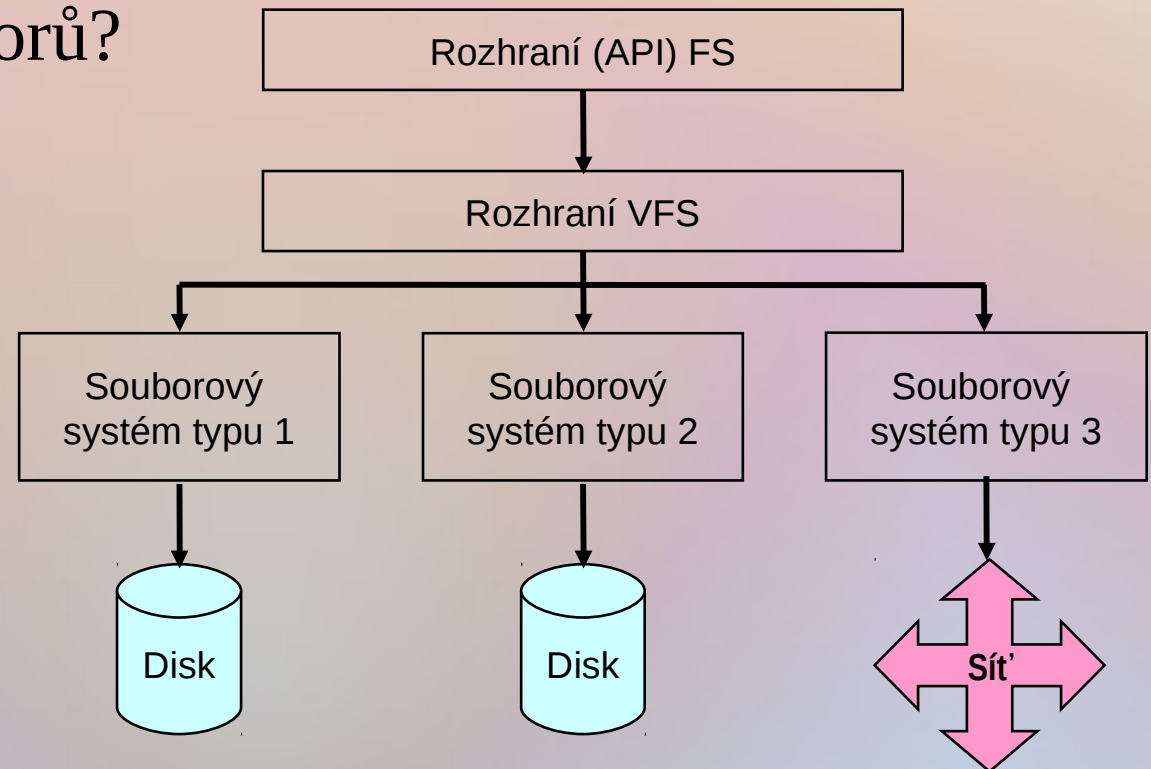 orů?
Rozhraní (API) FS
Rozhraní VFS
Souborový
systém typu 1
Souborový
systém typu 2
Souborový
systém typu 3
Disk
Disk
Síť